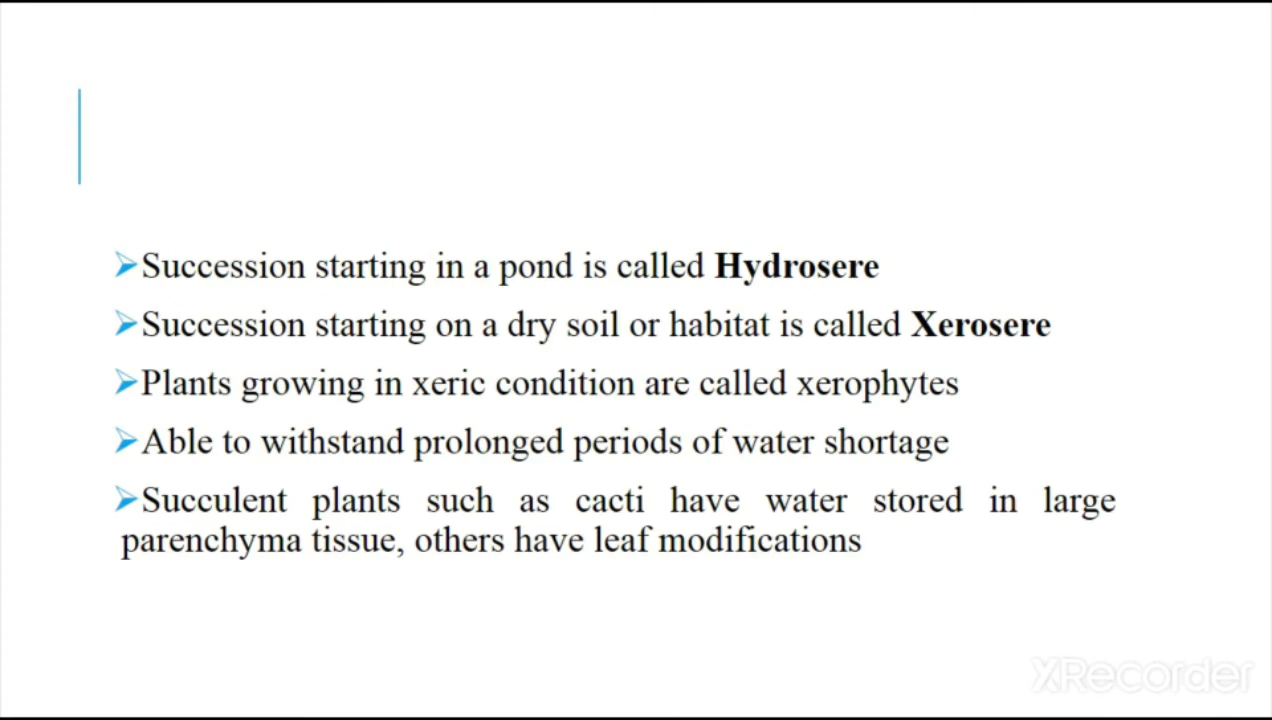 ➢Succession starting in a pond is called Hydrosere
➢Succession starting on a dry soil or habitat is called Xerosere
➢Plants growing in xeric condition are called xerophytes
➢Able to withstand prolonged periods of water shortage
➢Succulent plants such as cacti have water stored in large
parenchyma tissue, others have leaf modifications
XRecorder